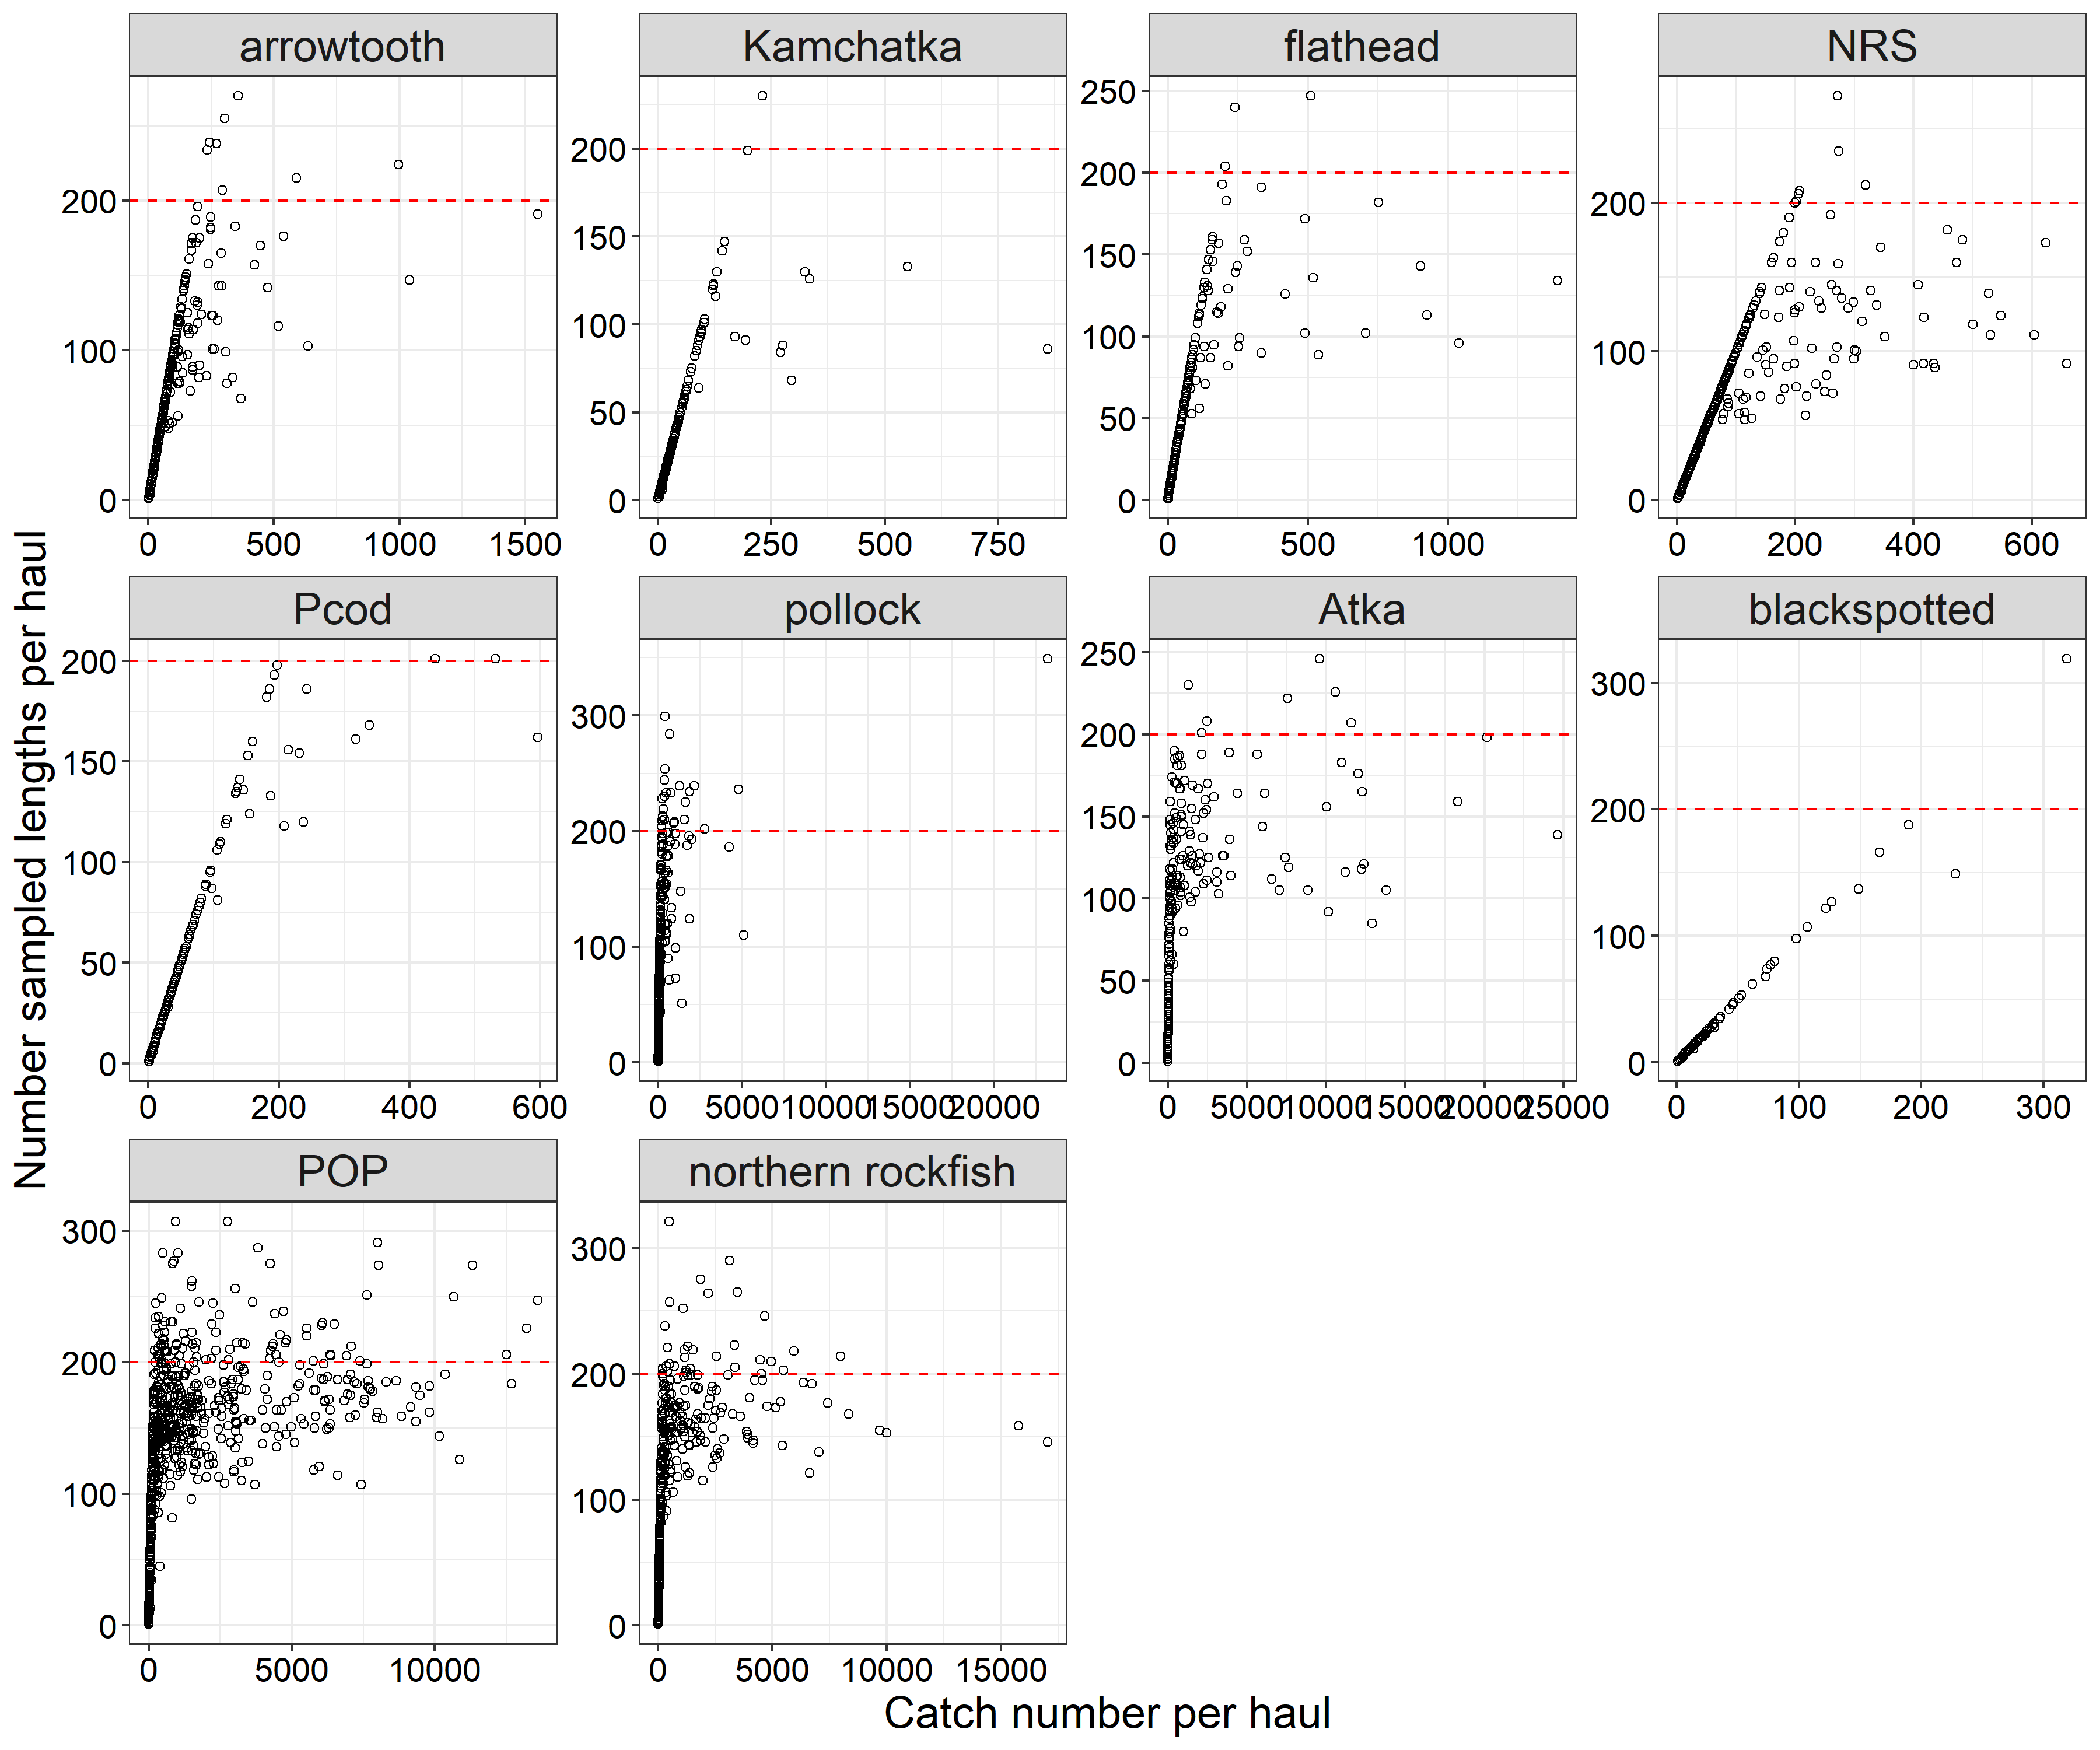 arrowtooth Kamchatka flathead NRS
250
200 200 200 200
150
100 100 150 100
100
50 50
0 0 0 0
0 500 1000 1500 0 250 500 750 0 500 1000 0 200 400 600
Number sampled lengths per haul
Pcod pollock Atka blackspotted
200 250
300 300
150 200
200 150 200
100
100 100 100
50 50
0 0 0 0
0 200 400 600 0 5000 10000 15000 20000 0 5000 10000 15000 20000 25000 0 100 200 300
POP northern rockfish
300 300
200 200
100 100
0 0
0 5000 10000 0 5000 10000 15000
Catch number per haul